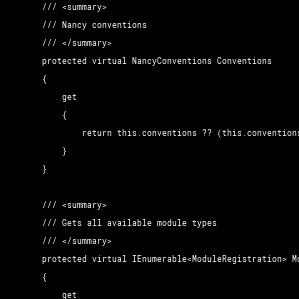 /// <summary>
/// Nancy conventions
/// </summary>
protected virtual NancyConventions Conventions
{
get
{
return this.conventions ?? (this.conventions
}
}
/// <summary>
/// Gets all available module types
/// </summary>
protected virtual IEnumerable<ModuleRegistration> Mo
{
get